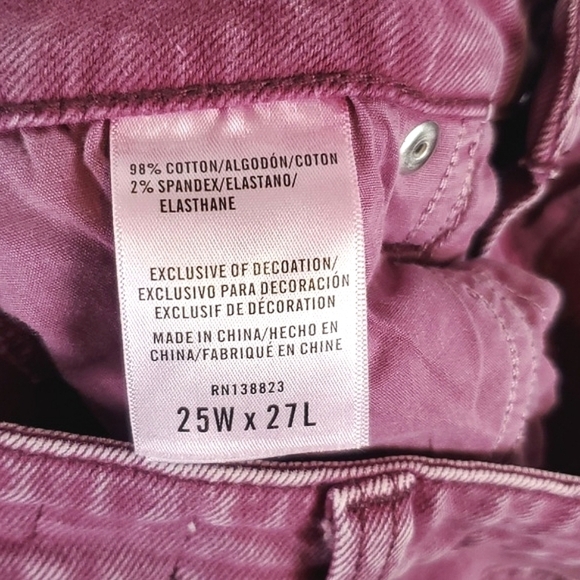 98% COTTON/ALGODÓN/COTON
2% SPANDEX/ELASTANO/
ELASTHANE
EXCLUSIVE OF DECOATION/
EXCLUSIVO PARA DECORACIÓN
EXCLUSIF DE DÉCORATION
MADE IN CHINA/HECHO EN
CHINA/FABRIQUÉ EN CHINE
RN138823
25W x 27L